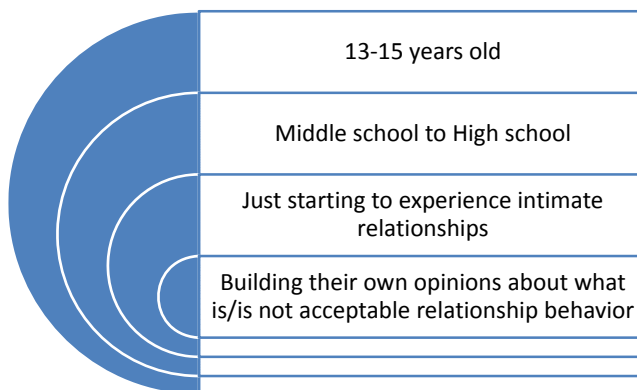 13-15 years old
Middle school to High school
Just starting to experience intimate
relationships
Building their own opinions about what
is/is not acceptable relationship behavior